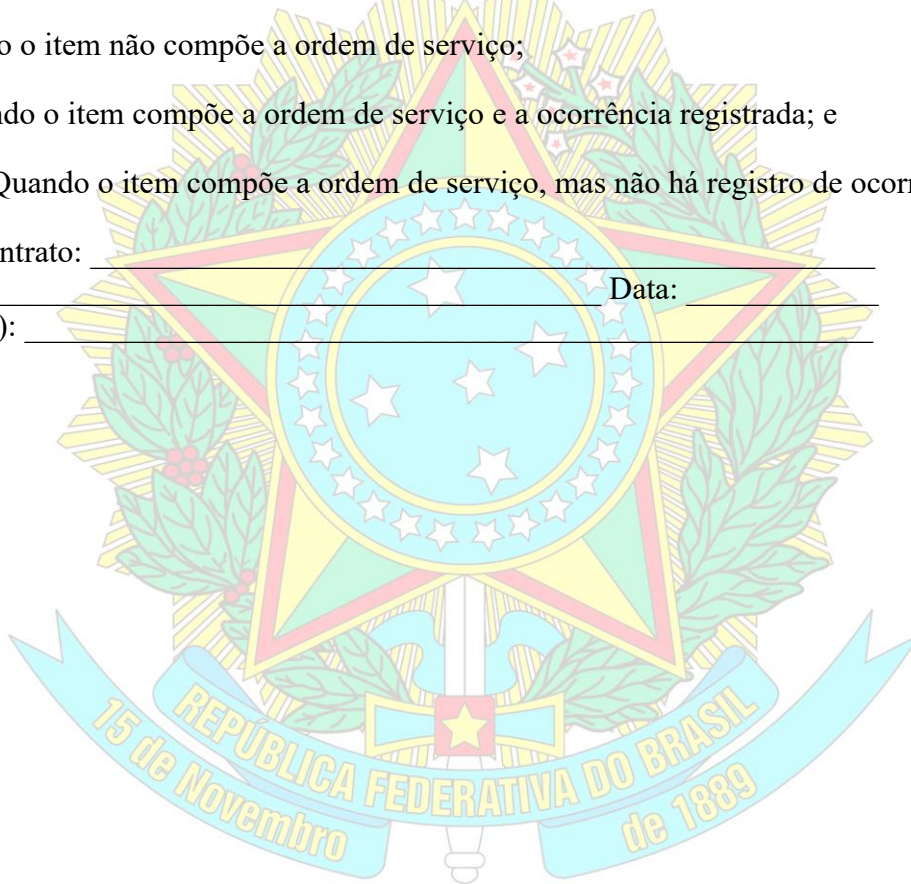 o o item não compõe a ordem de serviço;
ndo o item compõe a ordem de serviço e a ocorrência registrada; e
Quando o item compõe a ordem de serviço, mas não há registro de ocorr
ntrato: 
Data: 
): 
15 de Novembro
REPÚBLICA FEDERATIVA DO BRASIL
de 1889